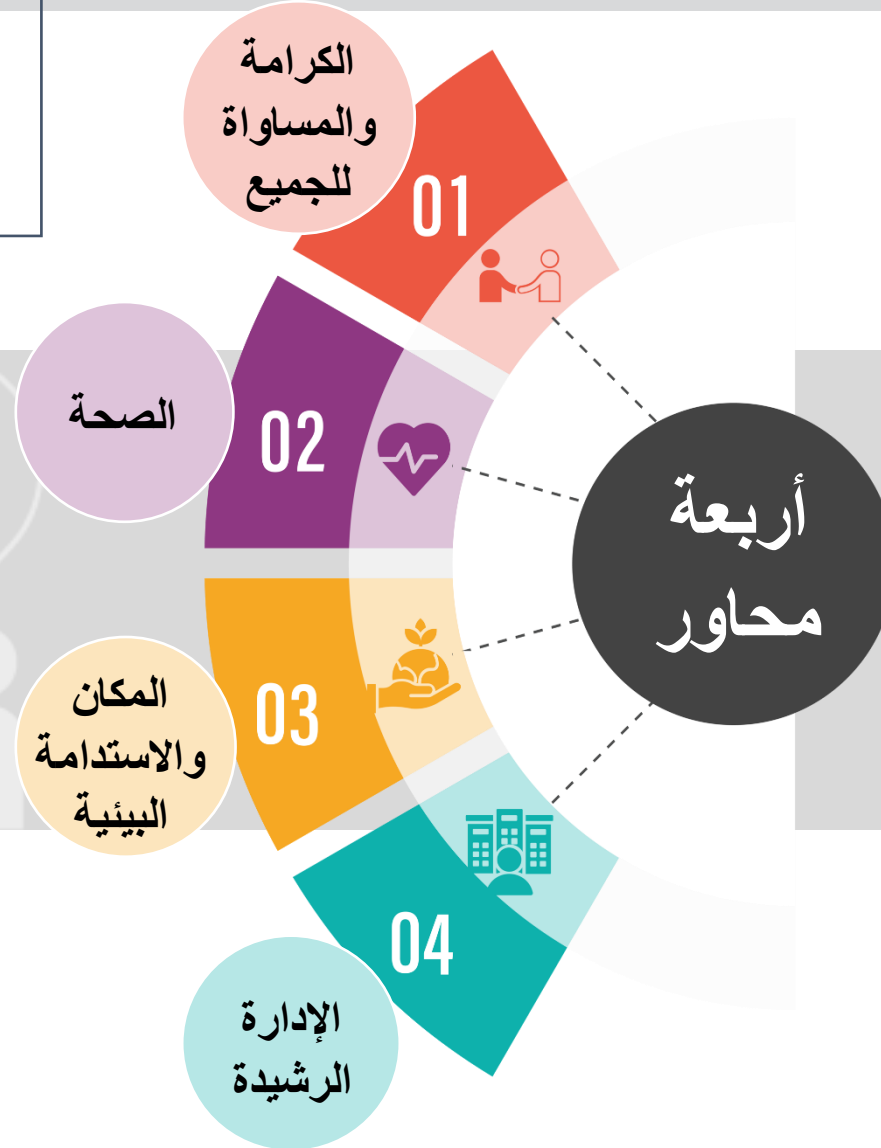 أربعة
محاور
01
الكرامة
والمساواة
للجميع
02
الصحة
03
المكان
والاستدامة
البيئية
04
الإدارة
الرشيدة